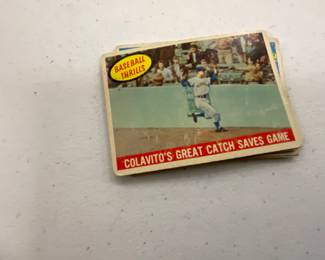 BASEBALL
THRILLS
COLAVITO'S GREAT CATCH SAVES GAME